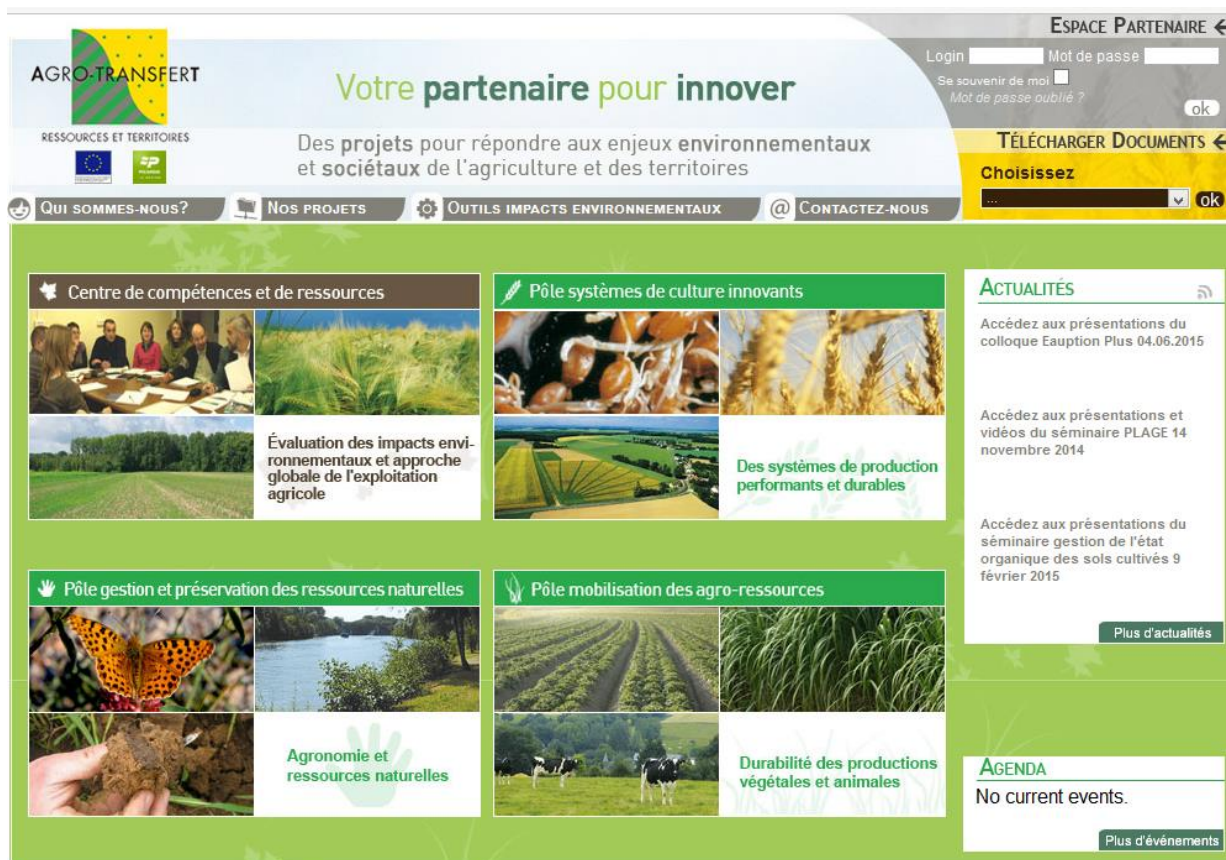 AGRO-TRANSFERT
RESSOURCES ET TERRITOIRES
Votre partenaire pour innover
Des projets pour répondre aux enjeux environnementaux
et sociétaux de l'agriculture et des territoires
ESPACE PARTENAIRE
Login
Mot de passe
Se souvenir de moi
Mot de passe oublié ?
ok
TÉLÉCHARGER DOCUMENTS
Choisissez
...
ok
QUI SOMMES-NOUS?
NOS PROJETS
OUTILS IMPACTS ENVIRONNEMENTAUX
@ CONTACTEZ-NOUS
Centre de compétences et de ressources
Évaluation des impacts envi-
ronnementaux et approche
globale de l'exploitation
agricole
Pôle systèmes de culture innovants
Des systèmes de production
performants et durables
Pôle gestion et préservation des ressources naturelles
Agronomie et
ressources naturelles
Pôle mobilisation des agro-ressources
Durabilité des productions
végétales et animales
ACTUALITÉS
Accédez aux présentations du
colloque Eauption Plus 04.06.2015
Accédez aux présentations et
vidéos du séminaire PLAGE 14
novembre 2014
Accédez aux présentations du
séminaire gestion de l'état
organique des sols cultivés 9
février 2015
Plus d'actualités
AGENDA
No current events.
Plus d'événements